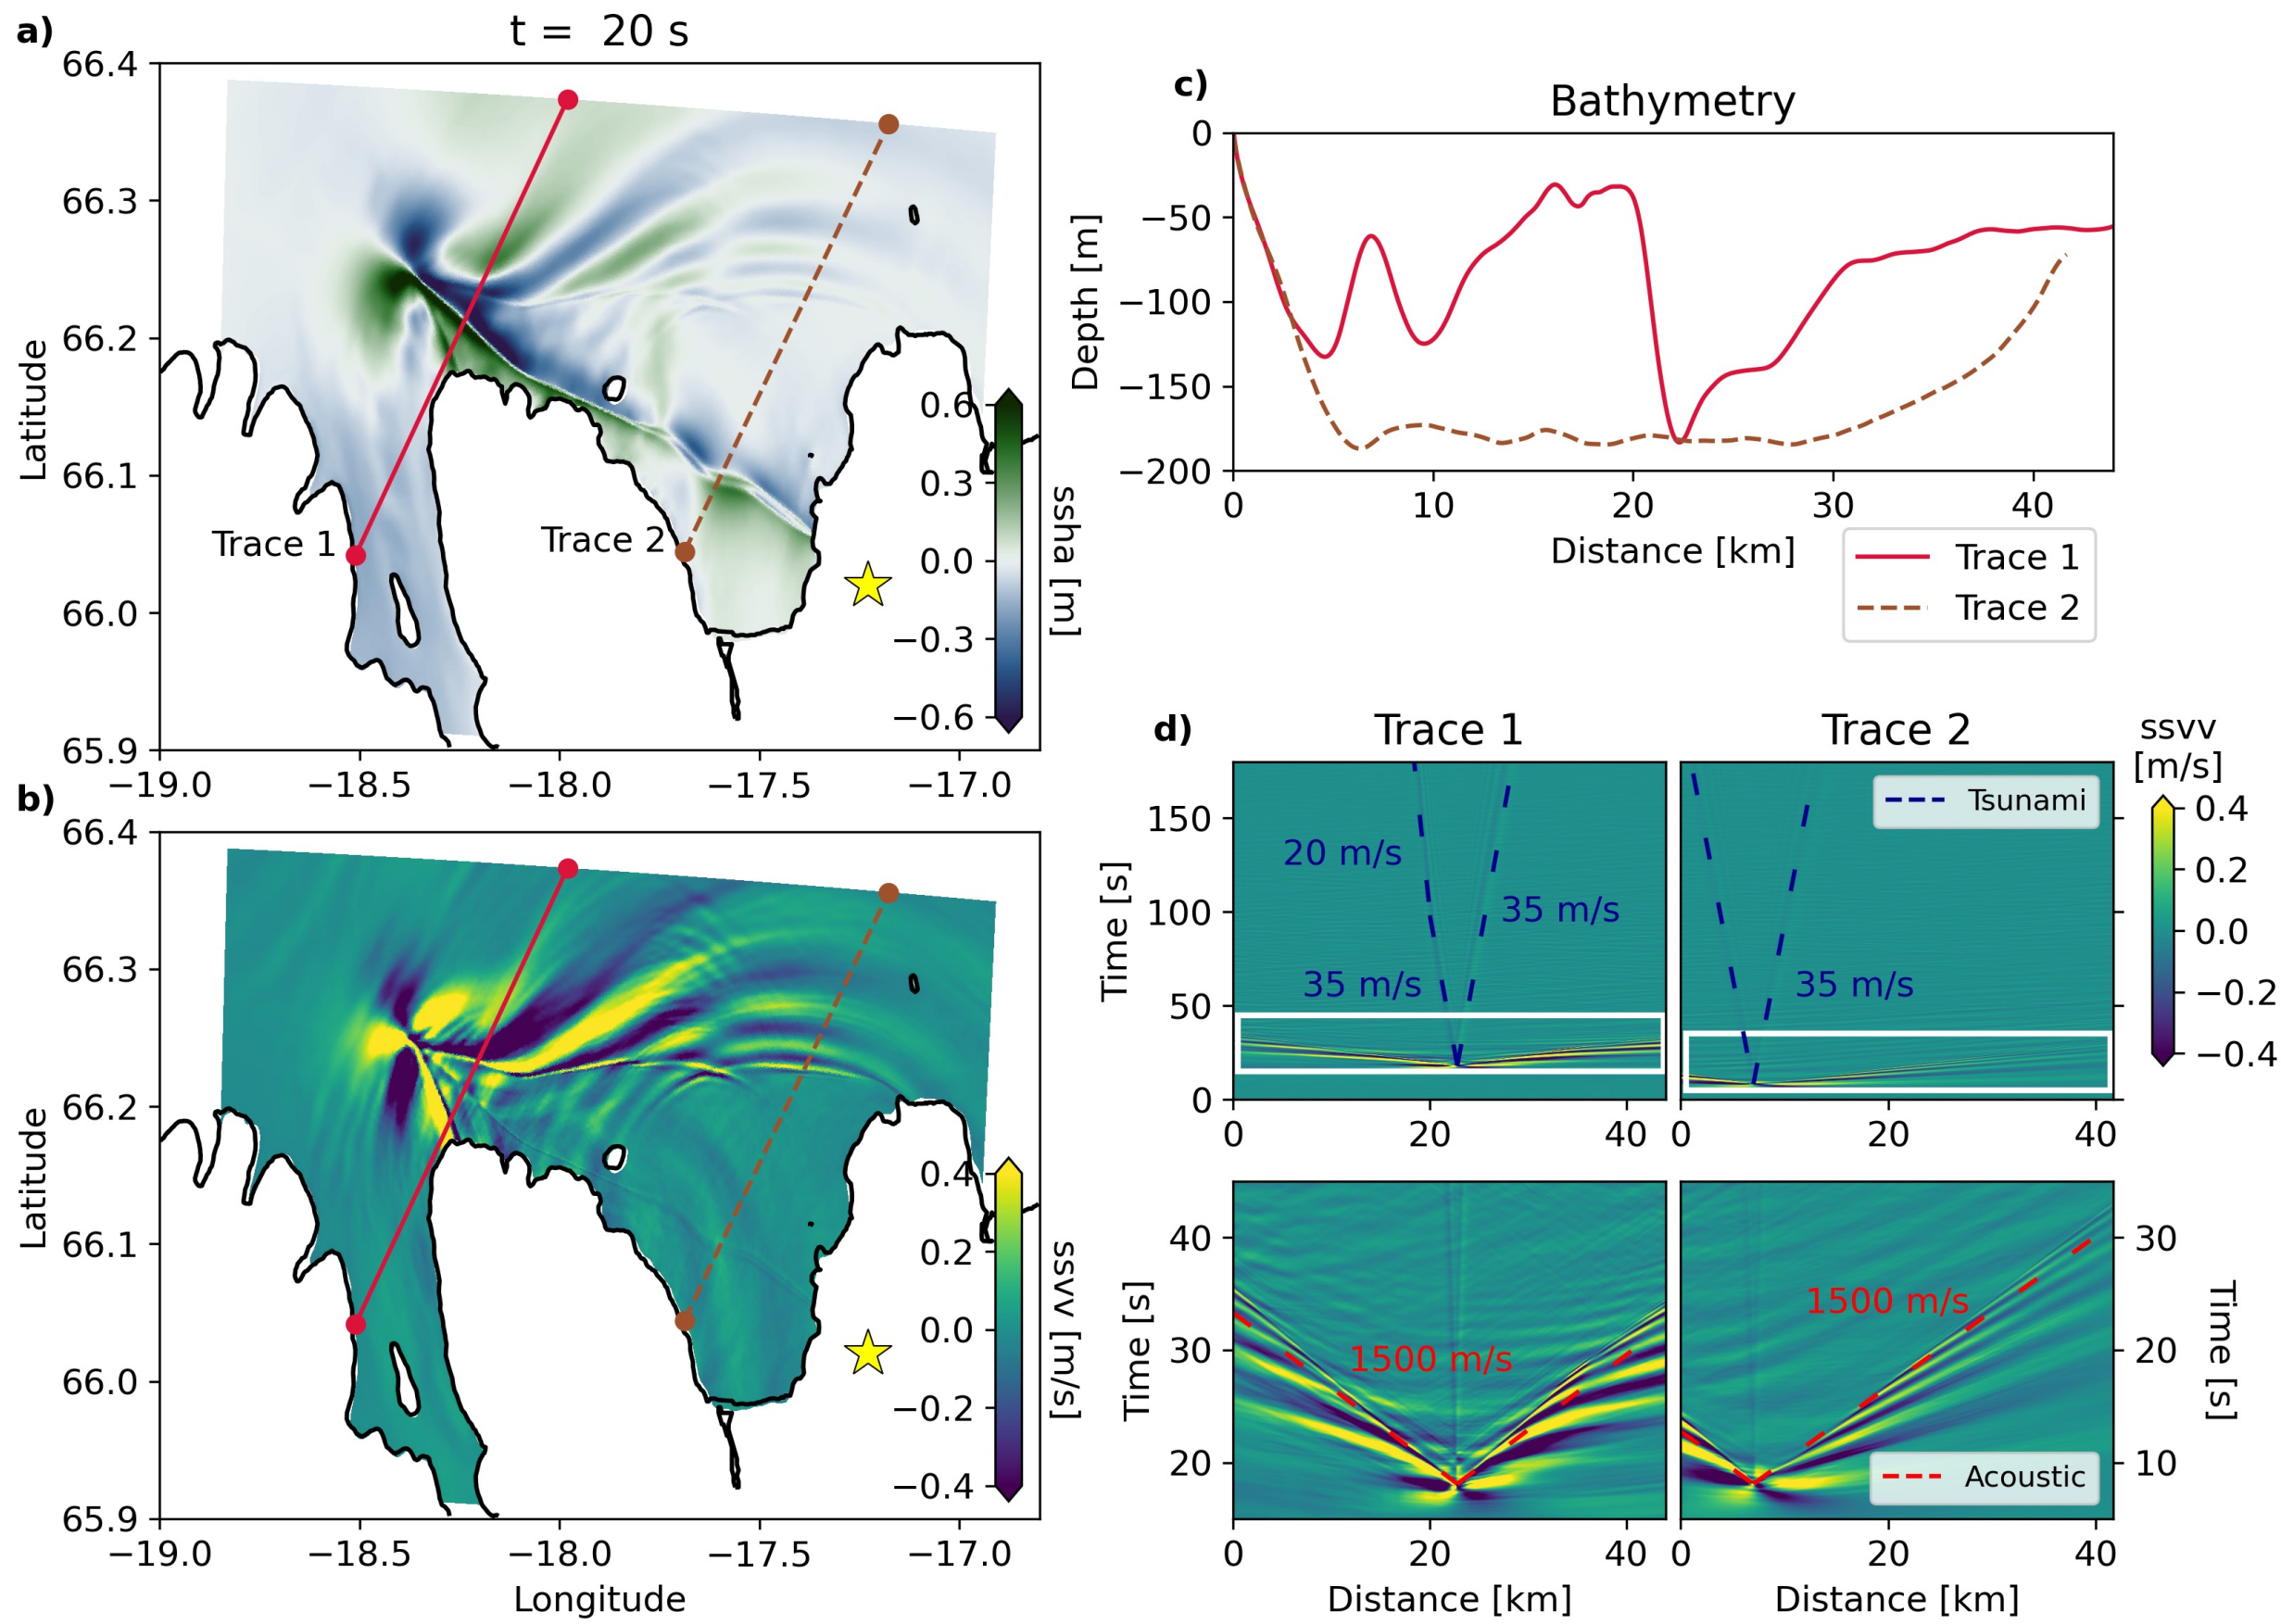 a)
t = 20 s
66.4
66.3
66.2
66.1
66.0
65.9
Latitude
−19.0
−18.5
−18.0
−17.5
−17.0
Trace 1
Trace 2
0.6
0.3
0.0
−0.3
−0.6
ssha [m]
b)
66.4
66.3
66.2
66.1
66.0
65.9
Latitude
−19.0
−18.5
−18.0
−17.5
−17.0
Longitude
0.4
0.2
0.0
−0.2
−0.4
ssvv [m/s]
c)
Bathymetry
0
−50
−100
−150
−200
Depth [m]
0
10
20
30
40
Distance [km]
Trace 1
Trace 2
d)
Trace 1
150
100
50
0
Time [s]
20 m/s
35 m/s
35 m/s
0
20
40
Trace 2
Tsunami
35 m/s
0
20
40
ssvv
[m/s]
0.4
0.2
0.0
−0.2
−0.4
40
30
20
Time [s]
1500 m/s
0
20
40
Distance [km]
1500 m/s
Acoustic
30
20
10
Time [s]
0
20
40
Distance [km]